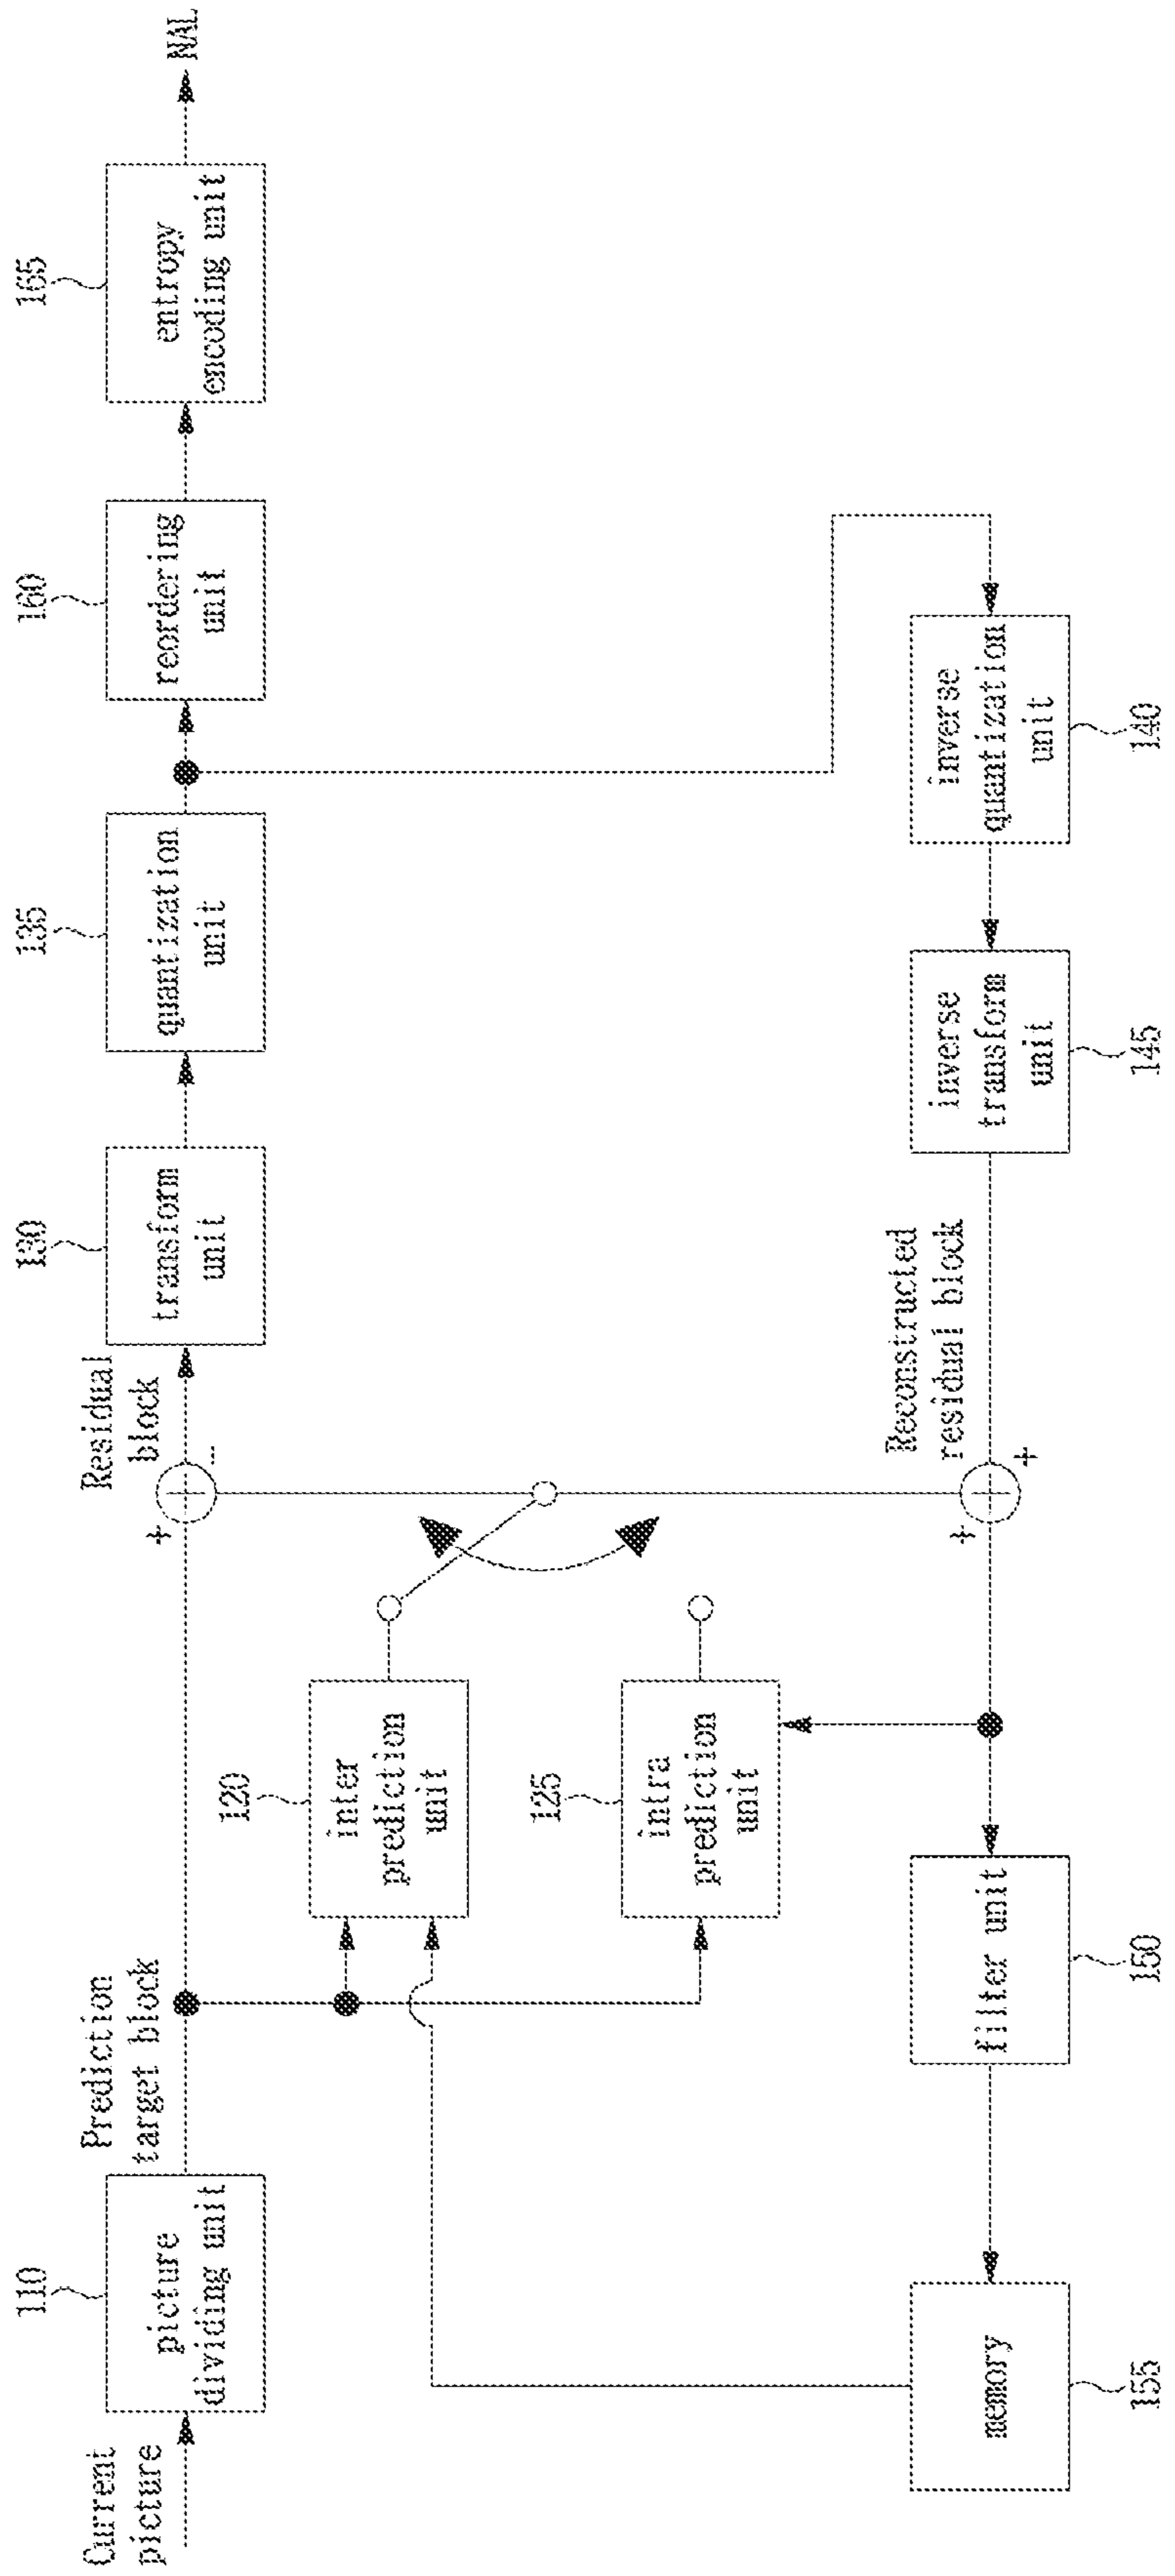 Current
picture
110
picture
dividing unit
Prediction
target block
Residual
block
+
-
130
transform
unit
135
quantization
unit
160
reordering
unit
165
entropy
encoding unit
NAL
120
inter
prediction
unit
125
intra
prediction
unit
155
memory
150
filter unit
+
+
Reconstructed
residual block
145
inverse
transform
unit
140
inverse
quantization
unit